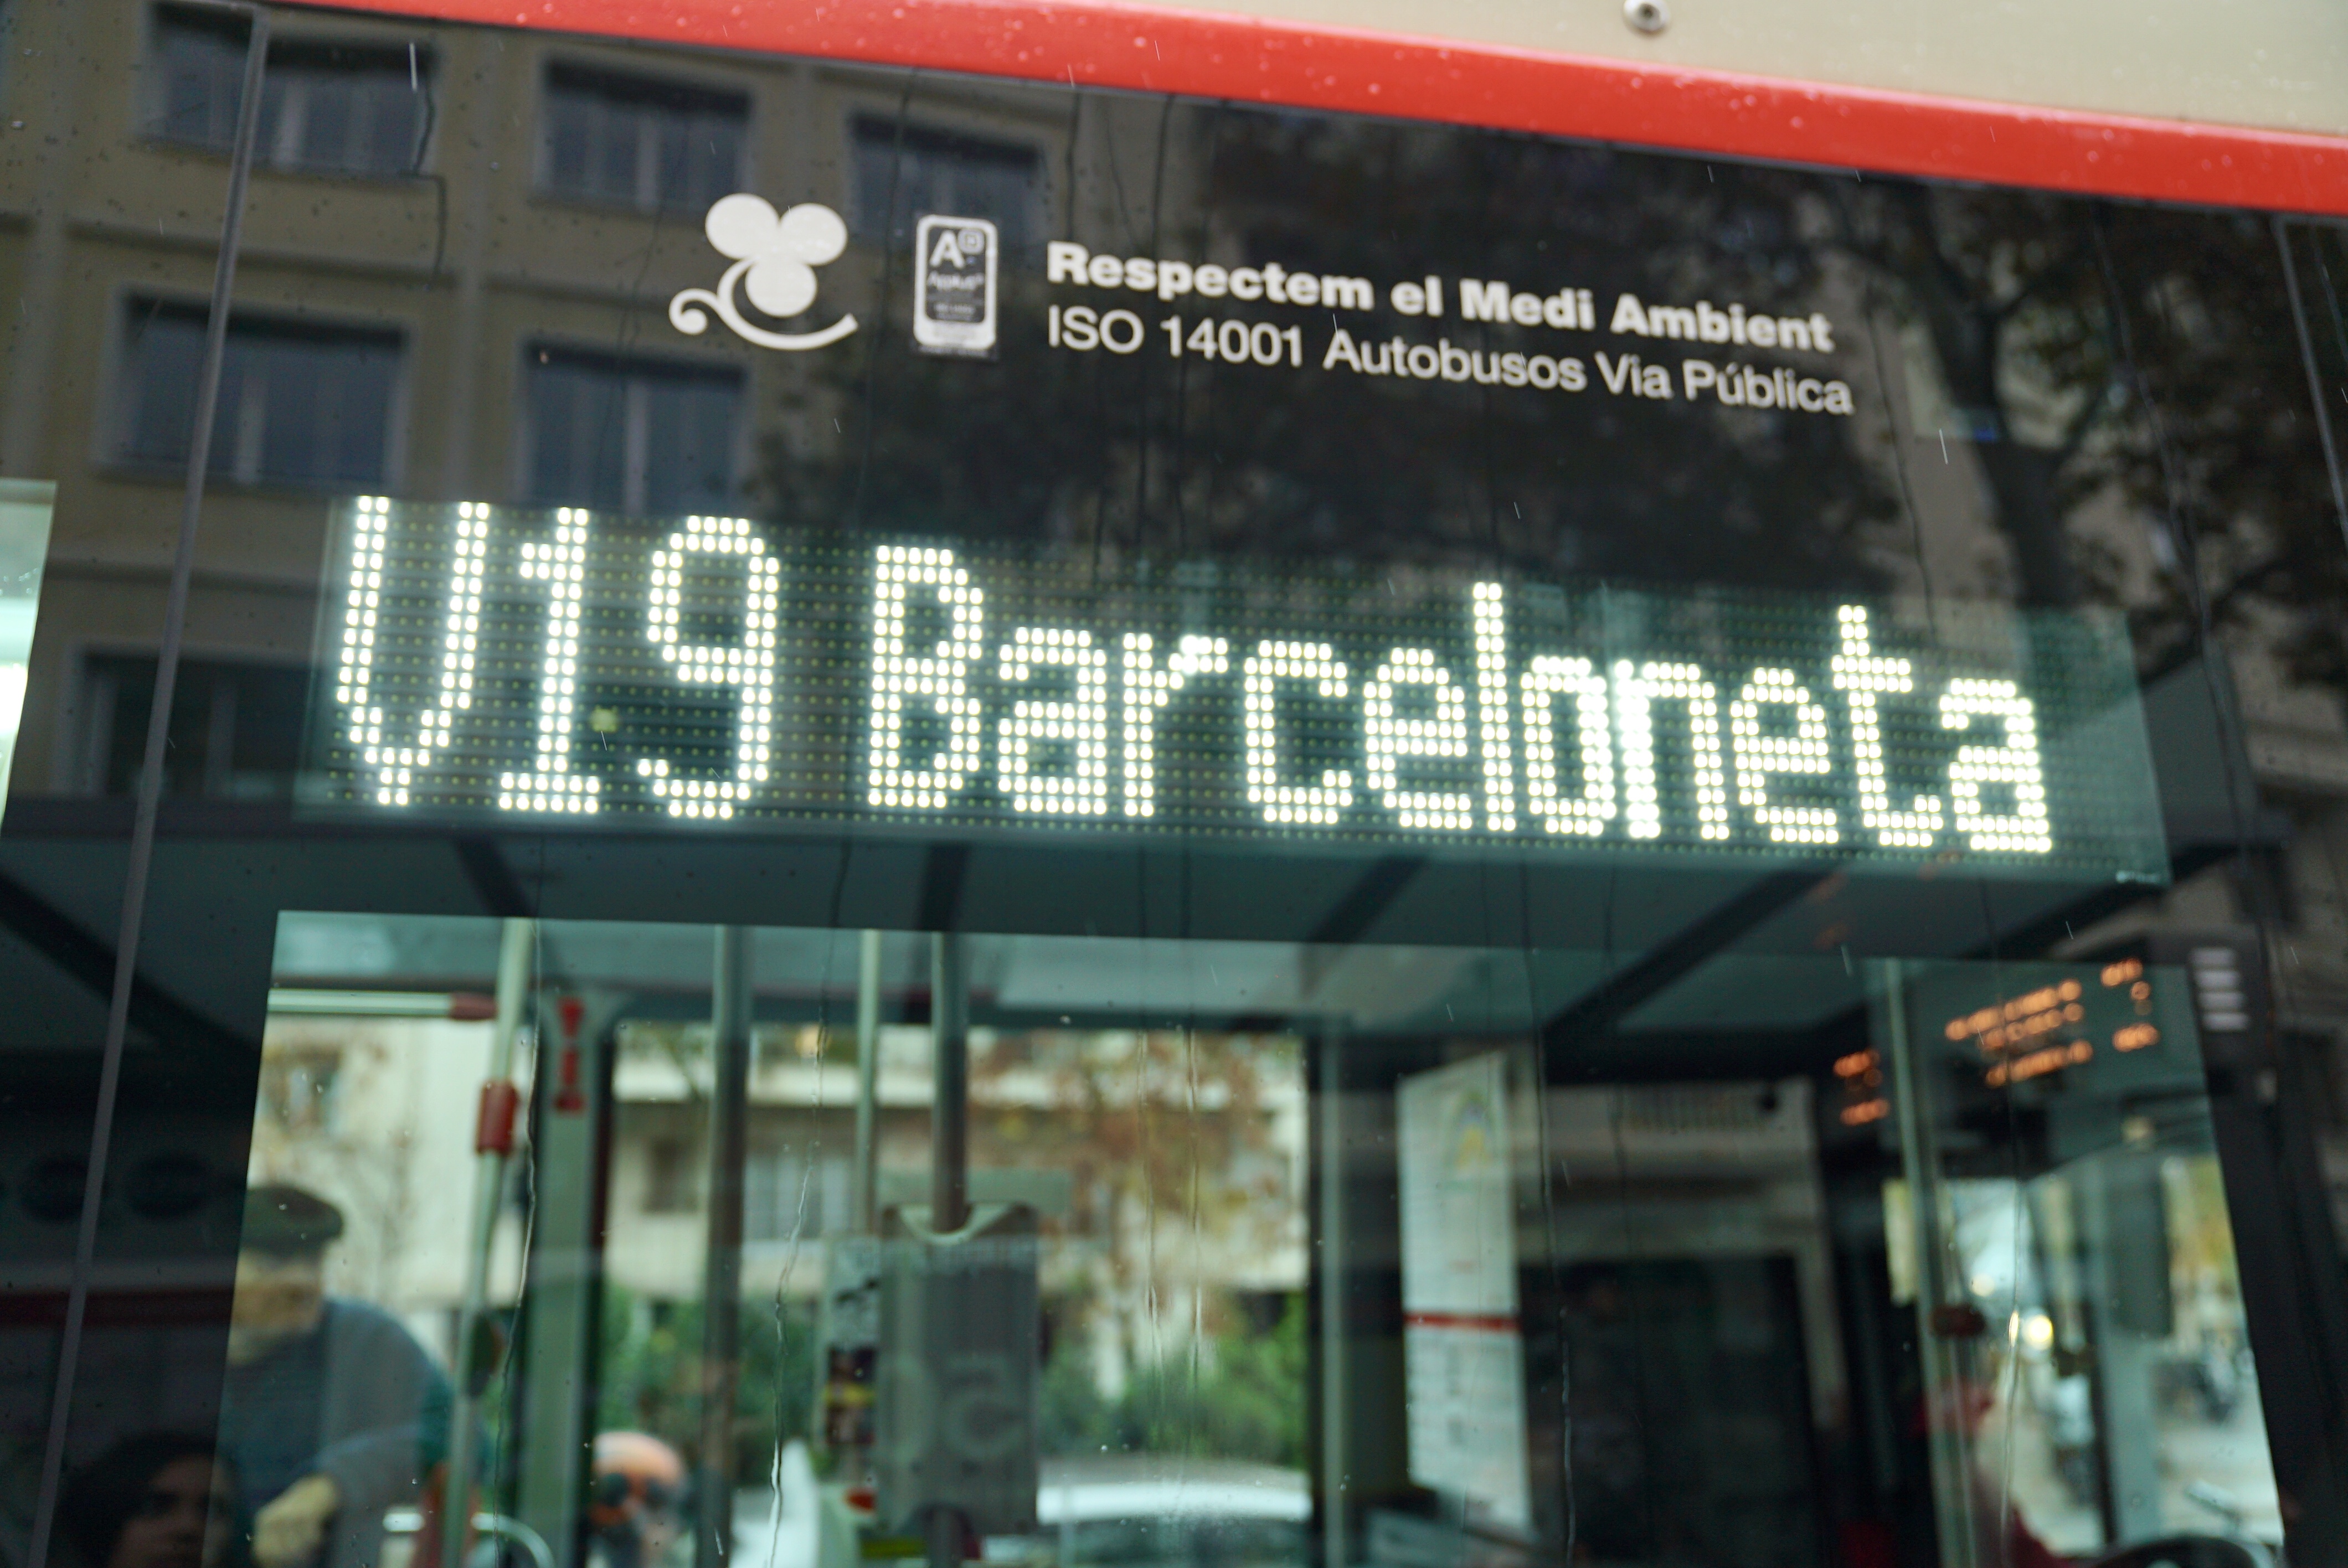 Respectem el Medi Ambient
ISO 14001 Autobusos Via Pública
V19 Barceloneta